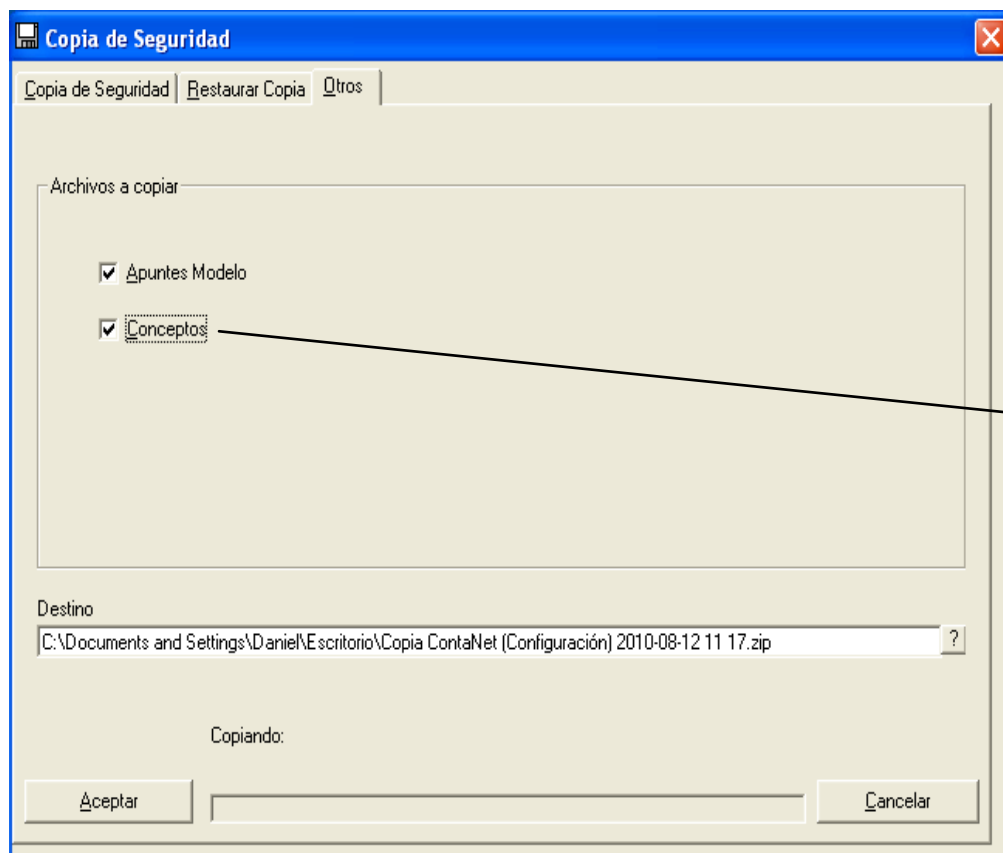 Copia de Seguridad
Copia de Seguridad Restaurar Copia Otros
Archivos a copiar
Apuntes Modelo
Conceptos
Destino
C:\Documents and Settings\Daniel\Escritorio\Copia ContaNet (Configuración) 2010-08-12 11 17.zip ?
Copiando:
Aceptar Cancelar